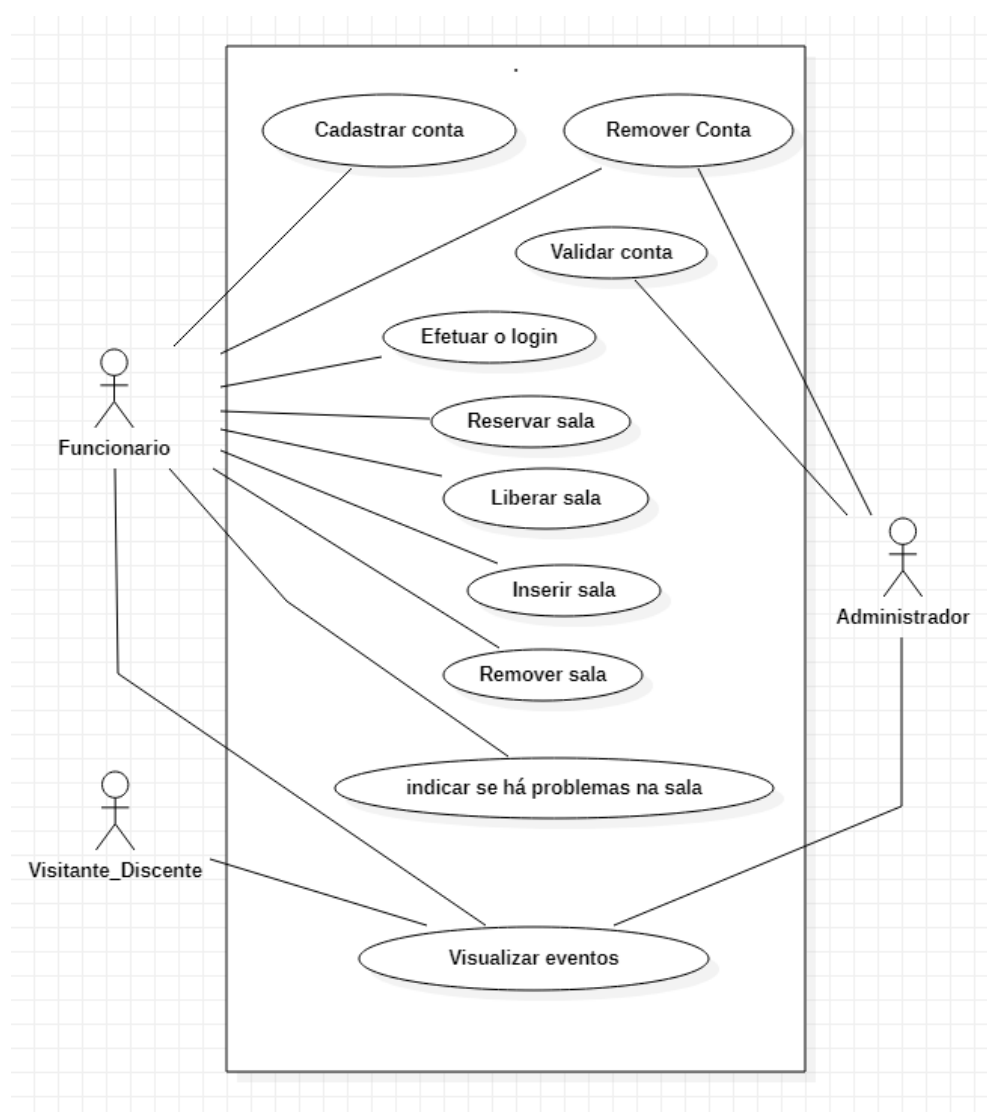 .
Cadastrar conta
Remover Conta
Validar conta
Efetuar o login
Reservar sala
Funcionario
Liberar sala
Inserir sala
Administrador
Remover sala
indicar se há problemas na sala
Visitante_Discente
Visualizar eventos